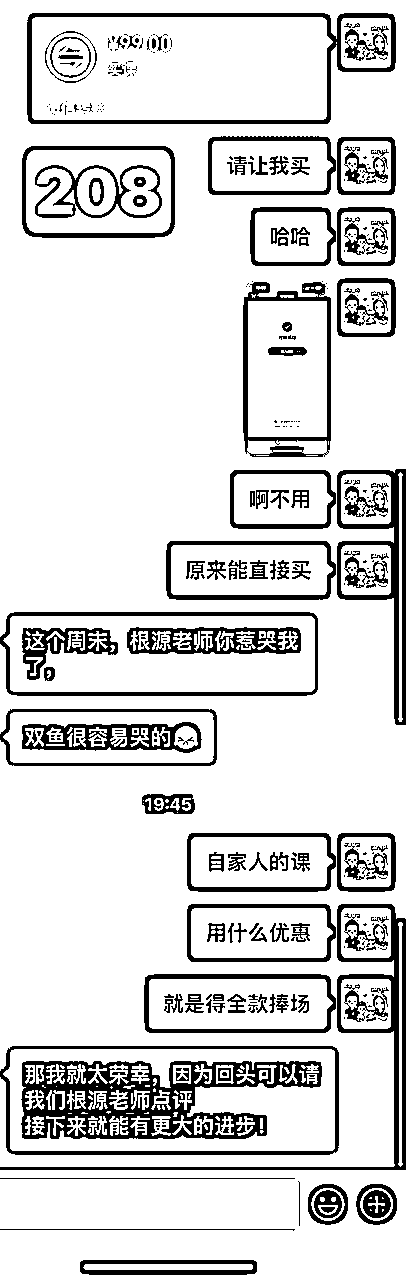 ¥99.00
请让我买
208
哈哈
啊不用
原来能直接买
这个周末，根源老师你惹哭我
了，
双鱼很容易哭的
19:45
自家人的课
用什么优惠
就是得全款捧场
那我就太荣幸，因为回头可以请
我们根源老师点评
接下来就能有更大的进步！